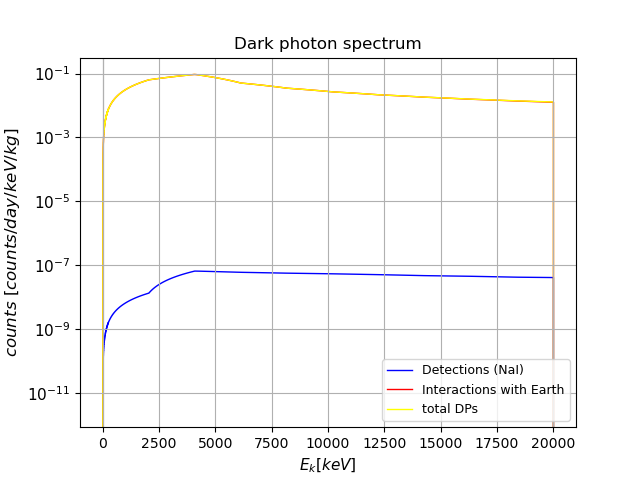 Dark photon spectrum
counts [counts/day/keV/kg]
10⁻¹
10⁻³
10⁻⁵
10⁻⁷
10⁻⁹
10⁻¹¹
Detections (NaI)
Interactions with Earth
total DPs
0 2500 5000 7500 10000 12500 15000 17500 20000
Eₖ[keV]